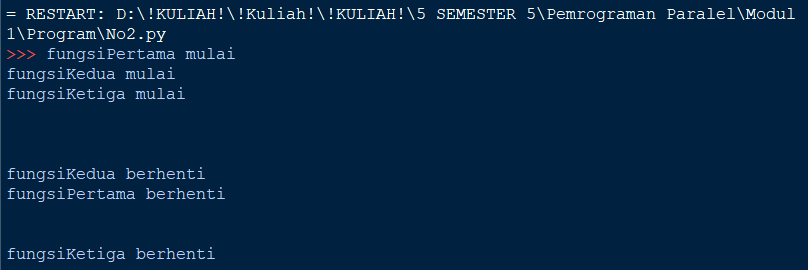 = RESTART: D:\!KULIAH!\!Kuliah!\!KULIAH!\5 SEMESTER 5\Pemrograman Paralel\Modul
1\Program\No2.py
>>> fungsiPertama mulai
fungsiKedua mulai
fungsiKetiga mulai
fungsiKedua berhenti
fungsiPertama berhenti
fungsiKetiga berhenti